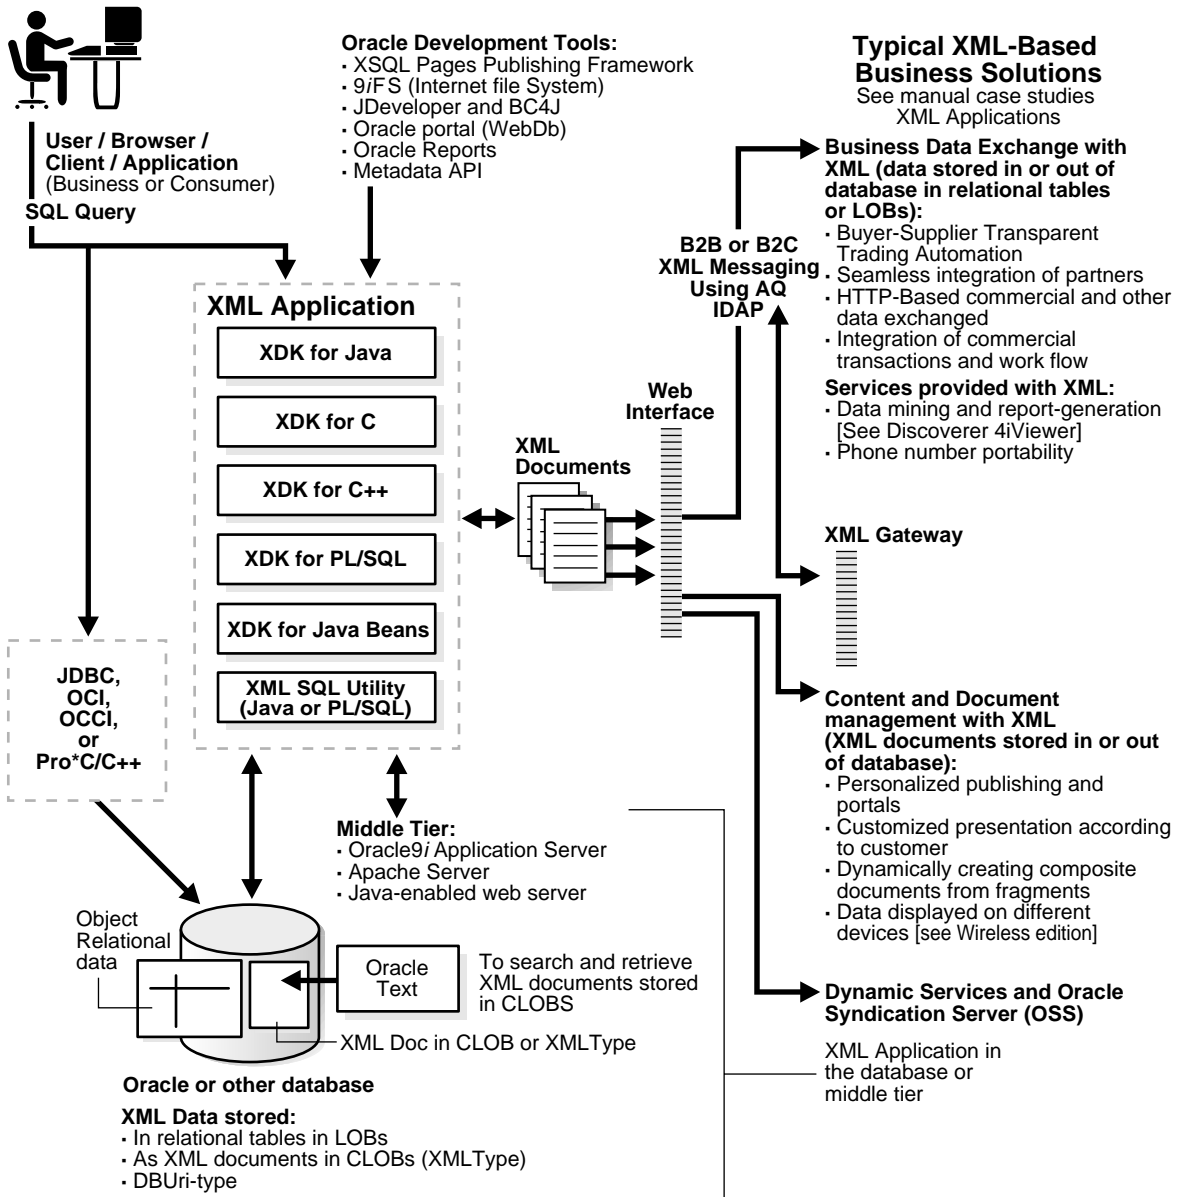 Oracle Development Tools:
· XSQL Pages Publishing Framework
· 9iFS (Internet file System)
· JDeveloper and BC4J
· Oracle portal (WebDb)
· Oracle Reports
· Metadata API
Typical XML-Based
Business Solutions
See manual case studies
XML Applications
User / Browser /
Client / Application
(Business or Consumer)
SQL Query
Business Data Exchange with
XML (data stored in or out of
database in relational tables
or LOBs):
· Buyer-Supplier Transparent
Trading Automation
· Seamless integration of partners
· HTTP-Based commercial and other
data exchanged
· Integration of commercial
transactions and work flow
Services provided with XML:
· Data mining and report-generation
[See Discoverer 4iViewer]
· Phone number portability
B2B or B2C
XML Messaging
Using AQ
IDAP
XML Application
XDK for Java
XDK for C
XDK for C++
XDK for PL/SQL
XDK for Java Beans
XML SQL Utility
(Java or PL/SQL)
Web
Interface
XML
Documents
XML Gateway
JDBC,
OCI,
OCCI,
or
Pro*C/C++
Content and Document
management with XML
(XML documents stored in or out
of database):
· Personalized publishing and
portals
· Customized presentation according
to customer
· Dynamically creating composite
documents from fragments
· Data displayed on different
devices [see Wireless edition]
Middle Tier:
· Oracle9i Application Server
· Apache Server
· Java-enabled web server
Object
Relational
data
Oracle
Text
To search and retrieve
XML documents stored
in CLOBS
XML Doc in CLOB or XMLType
Dynamic Services and Oracle
Syndication Server (OSS)
XML Application in
the database or
middle tier
Oracle or other database
XML Data stored:
· In relational tables in LOBs
· As XML documents in CLOBs (XMLType)
· DBUri-type